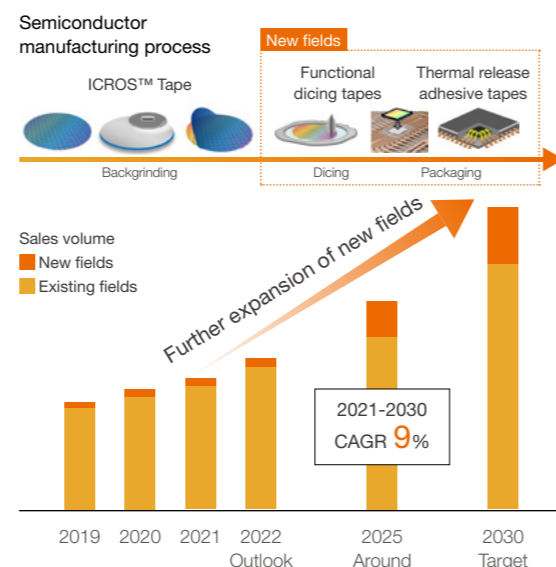 Semiconductor
manufacturing process
New fields
ICROS™ Tape
Functional
dicing tapes
Thermal release
adhesive tapes
Backgrinding
Dicing
Packaging
Sales volume
New fields
Existing fields
Further expansion of new fields
2021-2030
CAGR 9%
2019
2020
2021
2022
Outlook
2025
Around
2030
Target